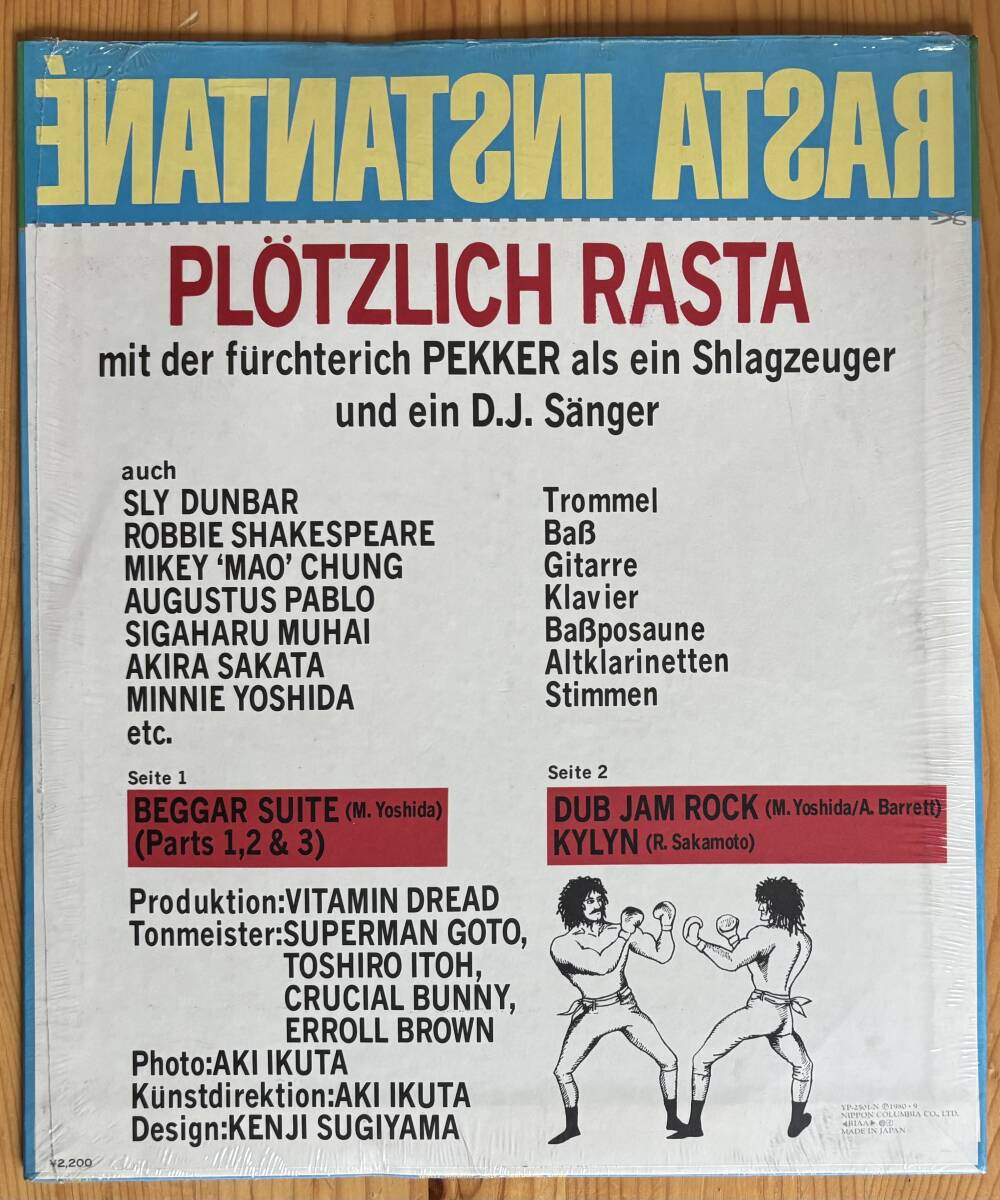 RASTA INSTANTANÉ
PLÖTZLICH RASTA
mit der fürchterich PEKKER als ein Shlagzeuger
und ein D.J. Sänger
auch
SLY DUNBAR Trommel
ROBBIE SHAKESPEARE Baß
MIKEY ‘MAO’ CHUNG Gitarre
AUGUSTUS PABLO Klavier
SIGAHARU MUHAI Baßposaune
AKIRA SAKATA Altklarinetten
MINNIE YOSHIDA Stimmen
etc.
Seite 1
BEGGAR SUITE (M. Yoshida)
(Parts 1,2 & 3)
Seite 2
DUB JAM ROCK (M. Yoshida/A. Barrett)
KYLYN (R. Sakamoto)
Produktion:VITAMIN DREAD
Tonmeister:SUPERMAN GOTO,
TOSHIRO ITOH,
CRUCIAL BUNNY,
ERROLL BROWN
Photo:AKI IKUTA
Künstdirektion:AKI IKUTA
Design:KENJI SUGIYAMA
YP-2501-N Ⓟ1980・9
NIPPON COLUMBIA CO., LTD.
MADE IN JAPAN
¥2,200